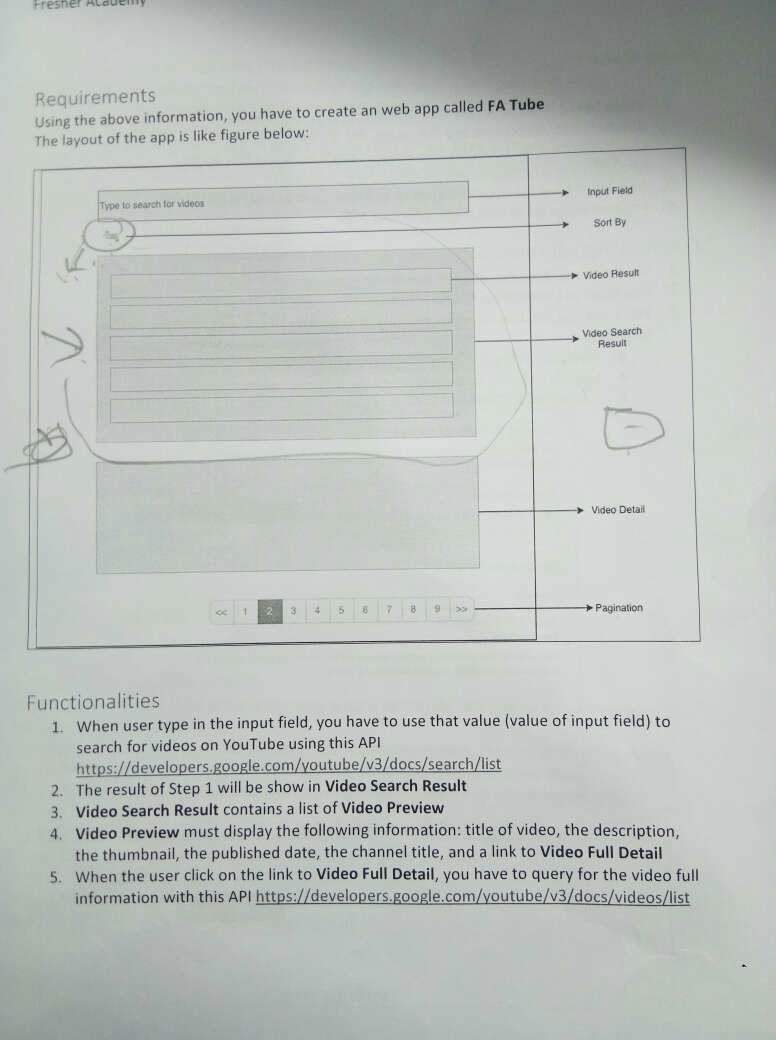 Fresher Academy
Requirements
Using the above information, you have to create an web app called FA Tube
The layout of the app is like figure below:
Type to search for videos
Input Field
Sort By
Video Result
Video Search
Result
Video Detail
<< 1 2 3 4 5 6 7 8 9 >>
Pagination
Functionalities
1. When user type in the input field, you have to use that value (value of input field) to
search for videos on YouTube using this API
https://developers.google.com/youtube/v3/docs/search/list
2. The result of Step 1 will be show in Video Search Result
3. Video Search Result contains a list of Video Preview
4. Video Preview must display the following information: title of video, the description,
the thumbnail, the published date, the channel title, and a link to Video Full Detail
5. When the user click on the link to Video Full Detail, you have to query for the video full
information with this API https://developers.google.com/youtube/v3/docs/videos/list